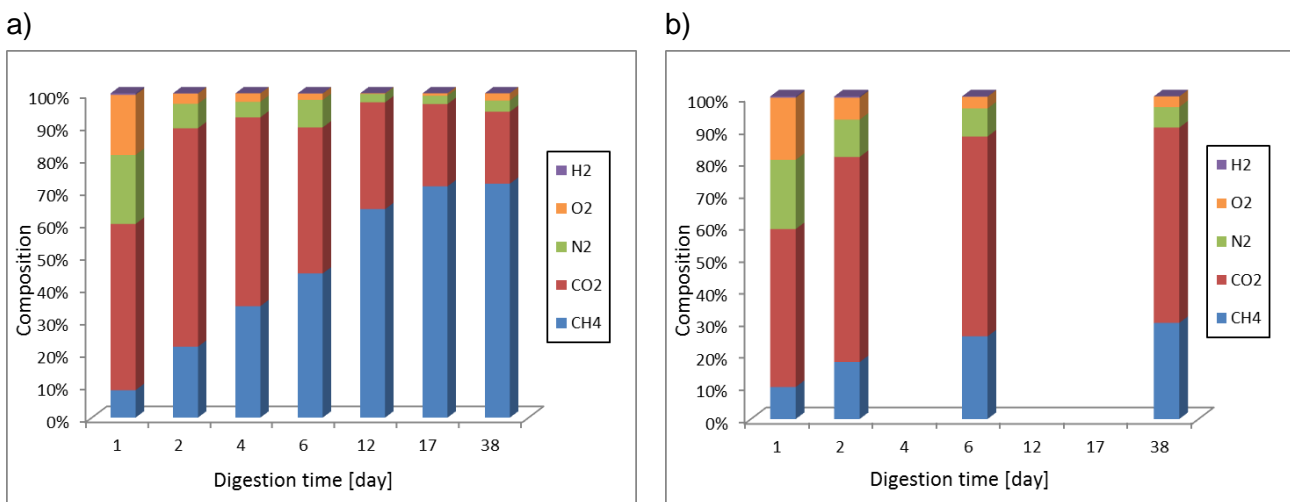 a)
100%
90%
80%
70%
60%
50%
40%
30%
20%
10%
0%
Composition
1 2 4 6 12 17 38
Digestion time [day]
H2
O2
N2
CO2
CH4
b)
100%
90%
80%
70%
60%
50%
40%
30%
20%
10%
0%
Composition
1 2 4 6 12 17 38
Digestion time [day]
H2
O2
N2
CO2
CH4